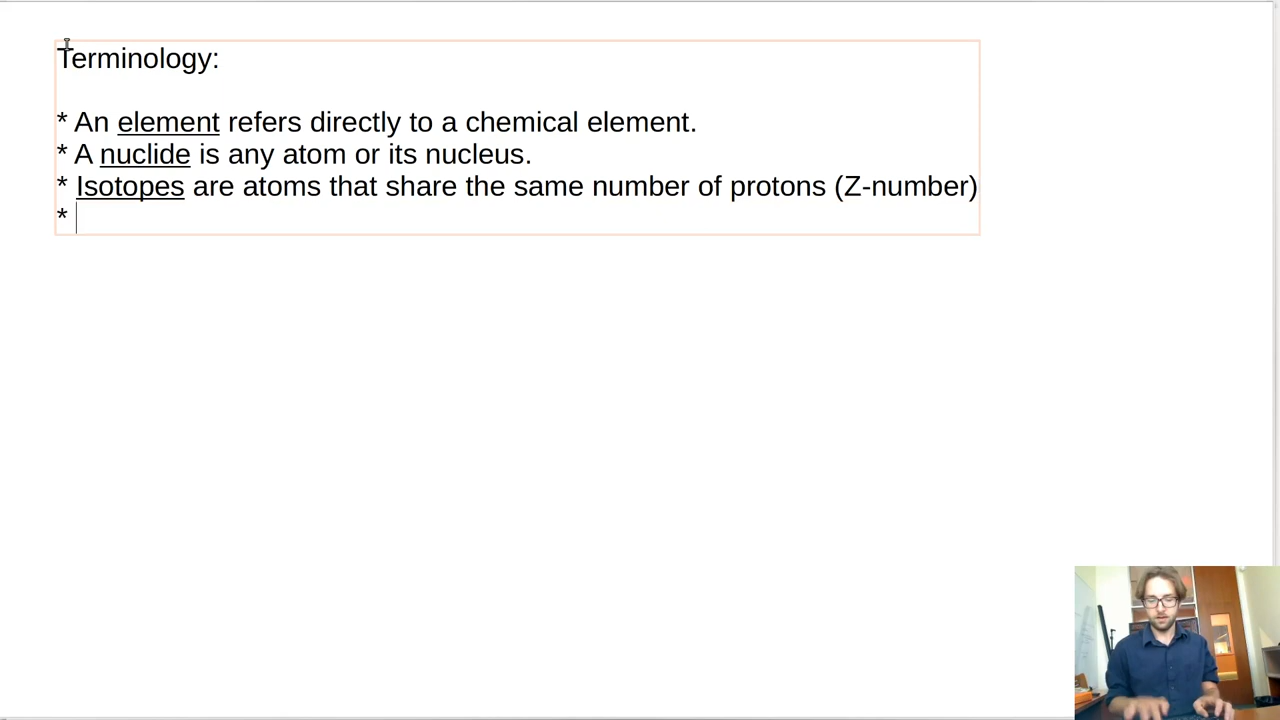 Terminology:
* An element refers directly to a chemical element.
* A nuclide is any atom or its nucleus.
* Isotopes are atoms that share the same number of protons (Z-number)
*